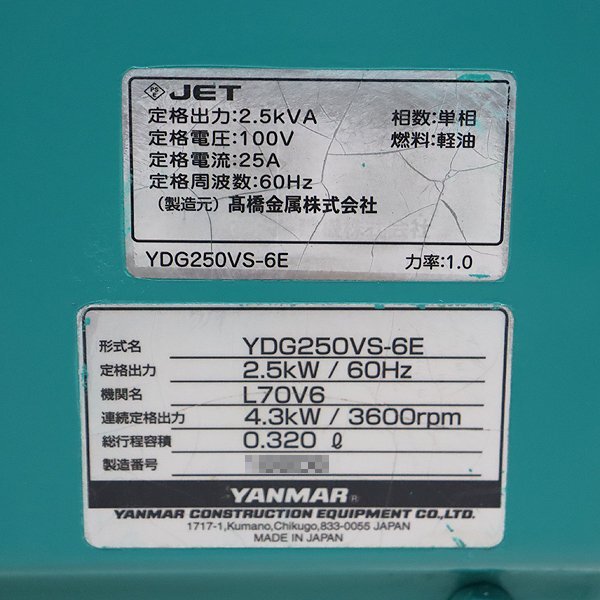 PS
E
JET
定格出力:2.5kVA 相数:単相
定格電圧:100V 燃料:軽油
定格電流:25A
定格周波数:60Hz
(製造元) 髙橋金属株式会社
YDG250VS-6E 力率:1.0
形式名 YDG250VS-6E
定格出力 2.5kW / 60Hz
機関名 L70V6
連続定格出力 4.3kW / 3600rpm
総行程容積 0.320 ℓ
製造番号
YANMAR®
YANMAR CONSTRUCTION EQUIPMENT CO.,LTD.
1717-1,Kumano,Chikugo,833-0055 JAPAN
MADE IN JAPAN